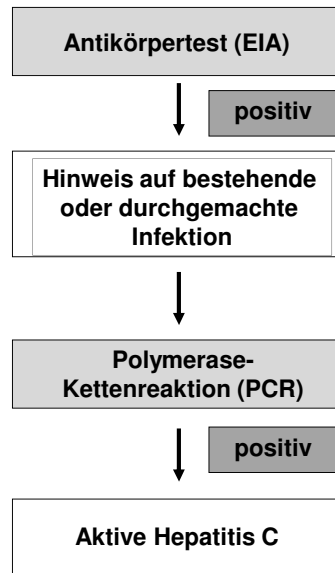 Antikörpertest (EIA)
positiv
Hinweis auf bestehende
oder durchgemachte
Infektion
Polymerase-
Kettenreaktion (PCR)
positiv
Aktive Hepatitis C